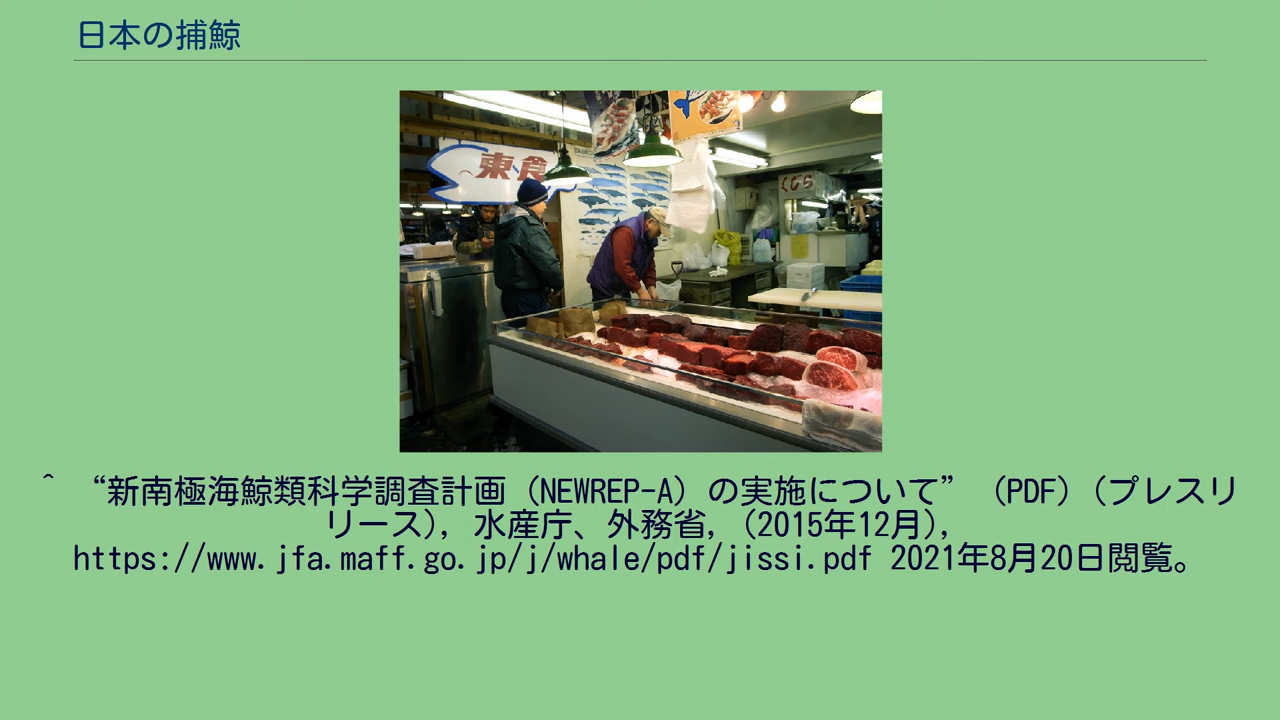 日本の捕鯨
東食
くじら
^ “新南極海鯨類科学調査計画（NEWREP-A）の実施について” （PDF）（プレスリ
リース）, 水産庁、外務省, （2015年12月）,
https://www.jfa.maff.go.jp/j/whale/pdf/jissi.pdf 2021年8月20日閲覧。